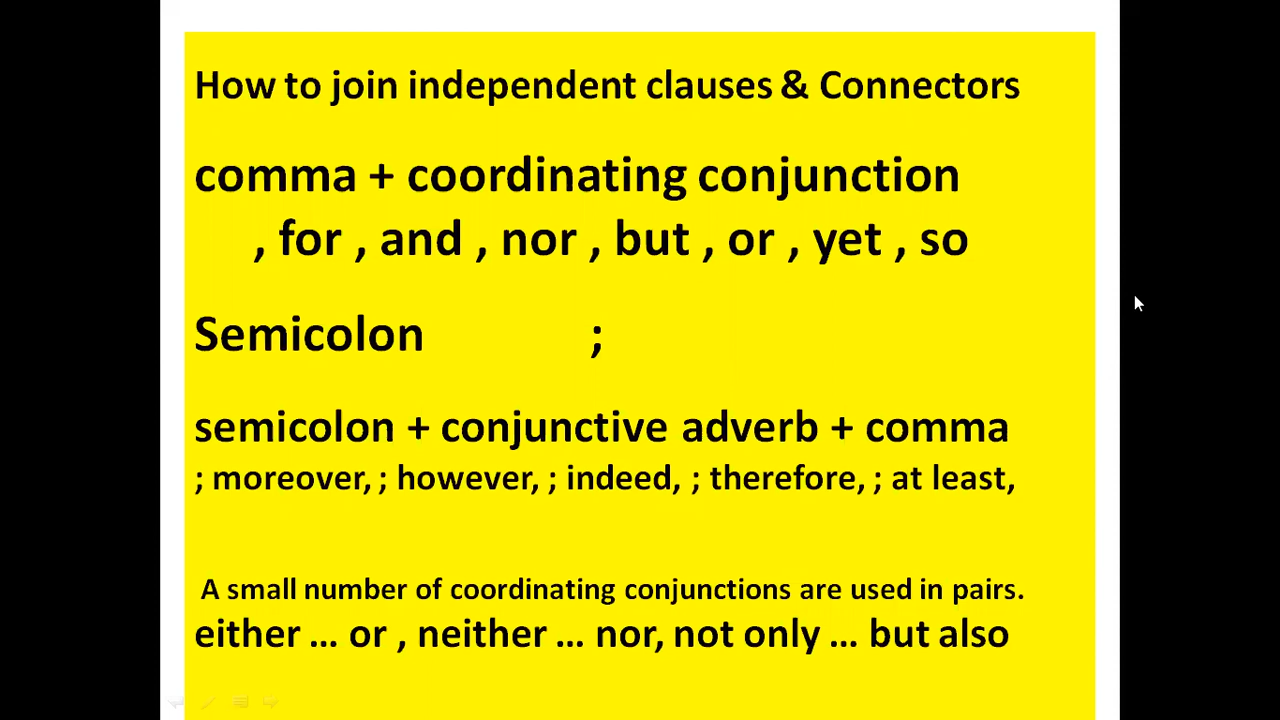 How to join independent clauses & Connectors
comma + coordinating conjunction
, for , and , nor , but , or , yet , so
Semicolon ;
semicolon + conjunctive adverb + comma
; moreover, ; however, ; indeed, ; therefore, ; at least,
A small number of coordinating conjunctions are used in pairs.
either … or , neither … nor, not only … but also